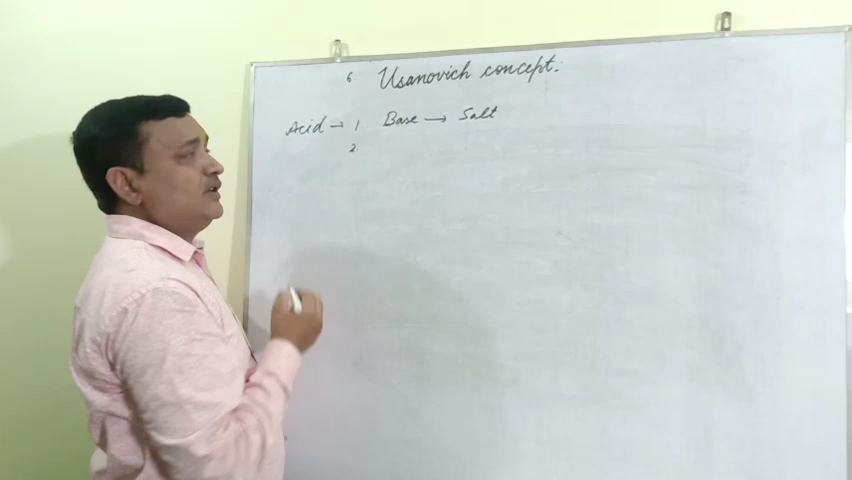 6. Usanovich concept.
Acid → 1 Base → Salt
2.